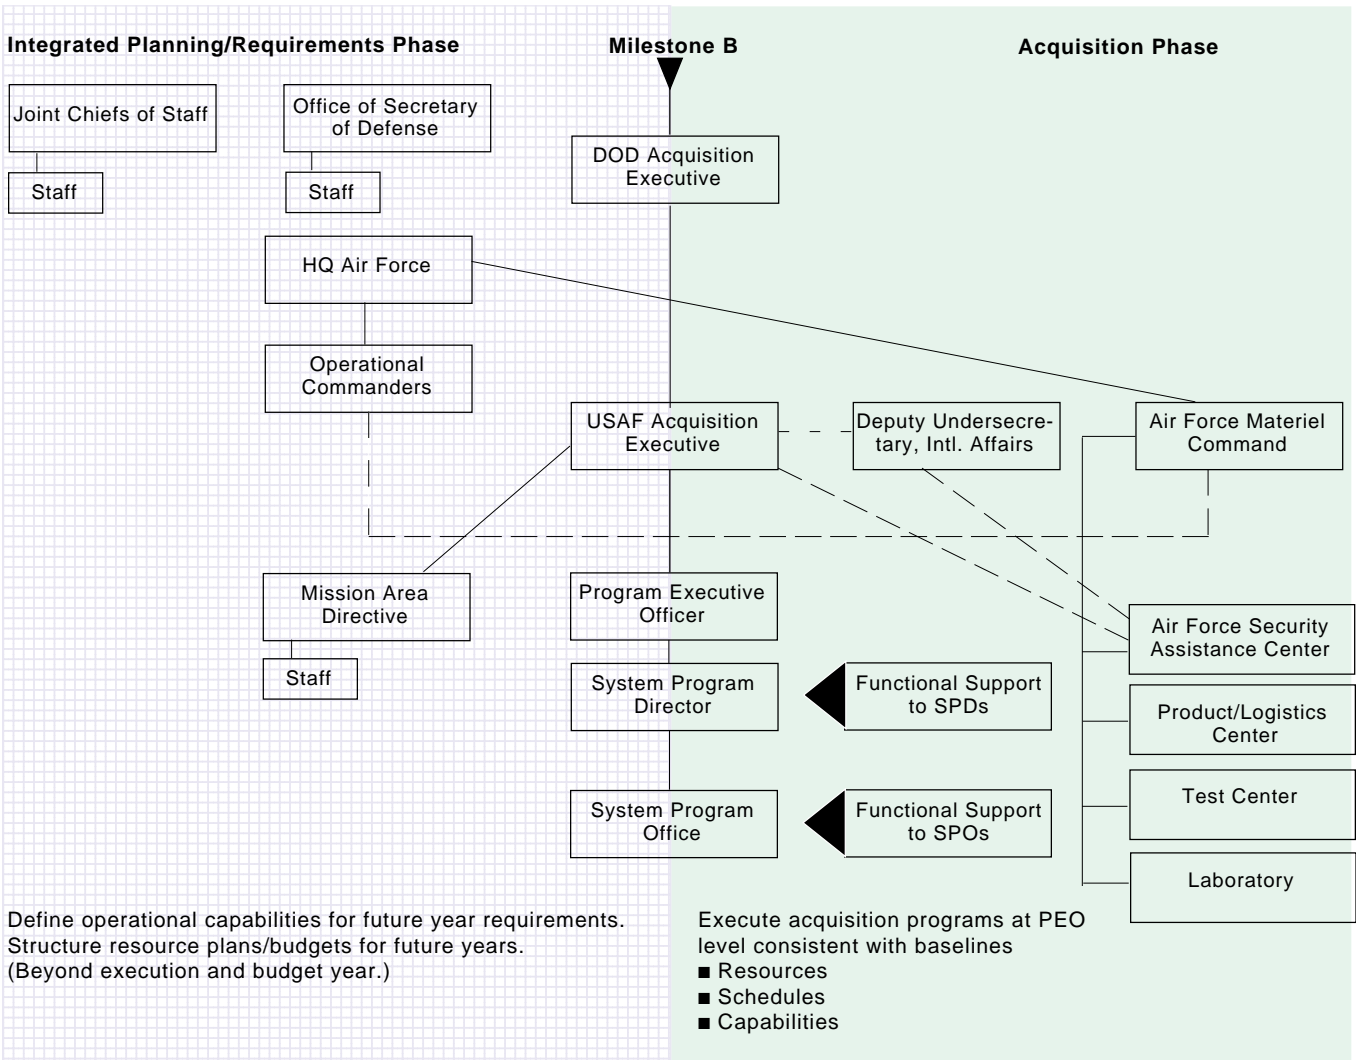 Integrated Planning/Requirements Phase
Milestone B
Acquisition Phase
Joint Chiefs of Staff
Staff
Office of Secretary
of Defense
Staff
DOD Acquisition
Executive
HQ Air Force
Operational
Commanders
USAF Acquisition
Executive
Deputy Undersecre-
tary, Intl. Affairs
Air Force Materiel
Command
Mission Area
Directive
Staff
Program Executive
Officer
Air Force Security
Assistance Center
System Program
Director
Functional Support
to SPDs
Product/Logistics
Center
System Program
Office
Functional Support
to SPOs
Test Center
Laboratory
Define operational capabilities for future year requirements.
Structure resource plans/budgets for future years.
(Beyond execution and budget year.)
Execute acquisition programs at PEO
level consistent with baselines
■ Resources
■ Schedules
■ Capabilities